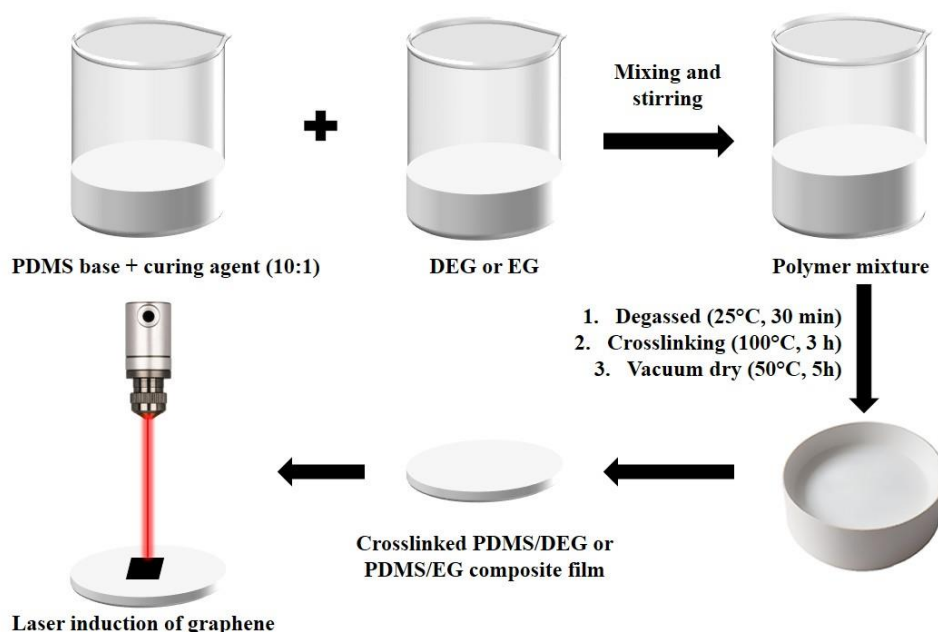 Mixing and
stirring
PDMS base + curing agent (10:1)
DEG or EG
Polymer mixture
1. Degassed (25°C, 30 min)
2. Crosslinking (100°C, 3 h)
3. Vacuum dry (50°C, 5h)
Crosslinked PDMS/DEG or
PDMS/EG composite film
Laser induction of graphene